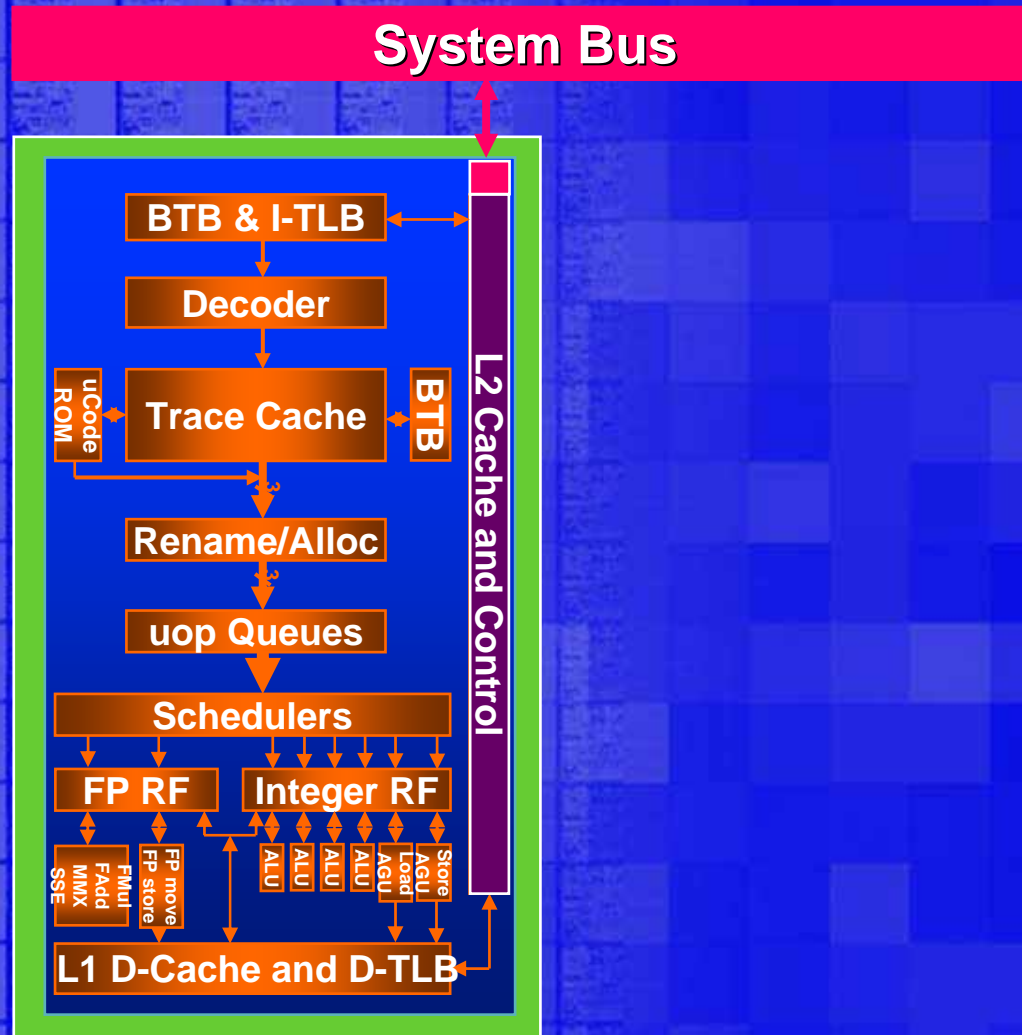 System Bus
BTB & I-TLB
Decoder
uCode
ROM
Trace Cache
BTB
L2 Cache and Control
3
Rename/Alloc
3
uop Queues
Schedulers
FP RF
Integer RF
FMul
FAdd
MMX
SSE
FP move
FP store
ALU
ALU
ALU
ALU
Load
AGU
Store
AGU
L1 D-Cache and D-TLB